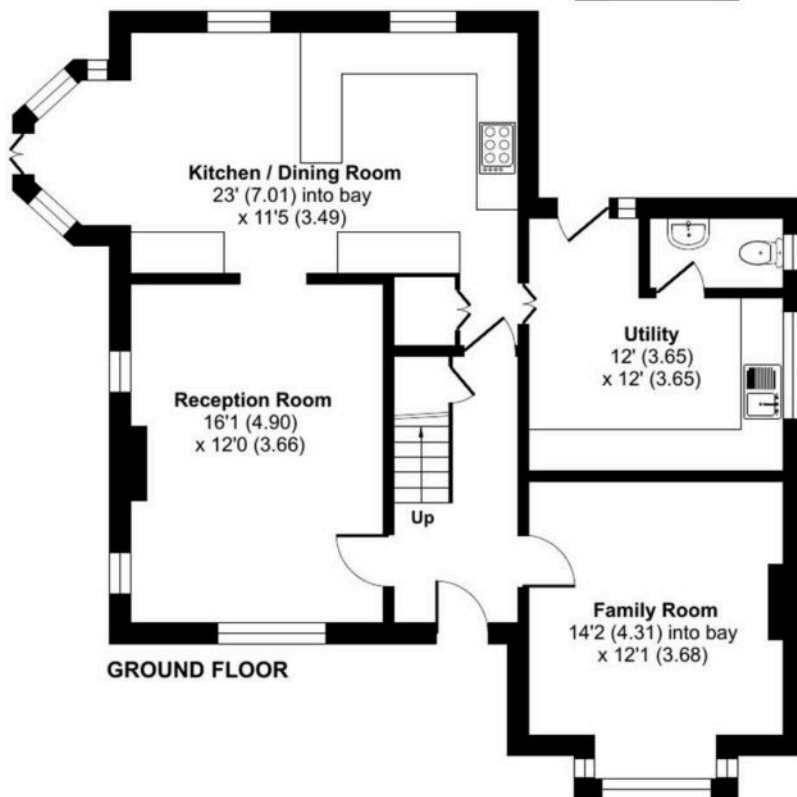 Kitchen / Dining Room
23' (7.01) into bay
x 11'5 (3.49)
Utility
12' (3.65)
x 12' (3.65)
Reception Room
16'1 (4.90)
x 12'0 (3.66)
Up
Family Room
14'2 (4.31) into bay
x 12'1 (3.68)
GROUND FLOOR